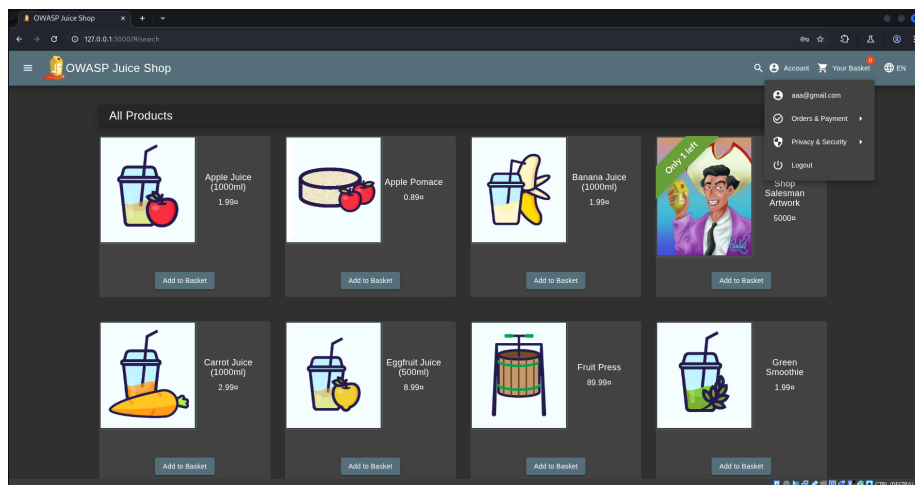 OWASP Juice Shop
127.0.0.1:3000/#/search
OWASP Juice Shop
Account
0
Your Basket
EN
aaa@gmail.com
Orders & Payment
Privacy & Security
Logout
All Products
Apple Juice
(1000ml)
1.99¤
Add to Basket
Apple Pomace
0.89¤
Add to Basket
Banana Juice
(1000ml)
1.99¤
Add to Basket
Only 1 left
Shop
Salesman
Artwork
5000¤
Add to Basket
Carrot Juice
(1000ml)
2.99¤
Add to Basket
Eggfruit Juice
(500ml)
8.99¤
Add to Basket
Fruit Press
89.99¤
Add to Basket
Green
Smoothie
1.99¤
Add to Basket
CTRL (DESTRA)